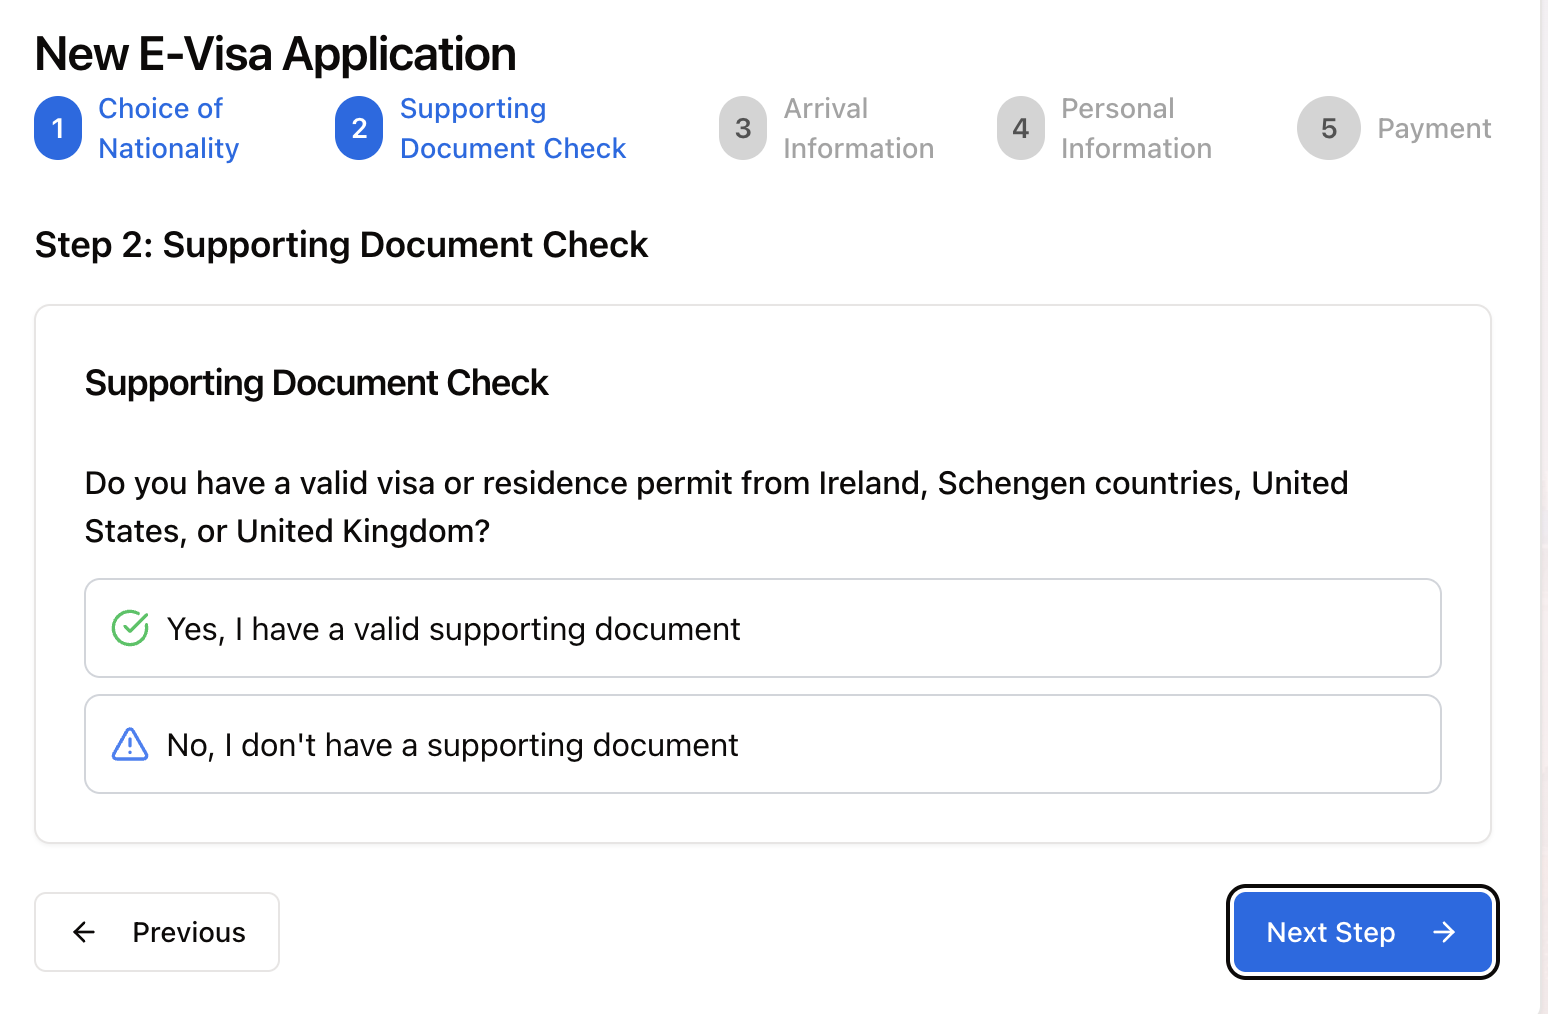 New E-Visa Application
1
Choice of
Nationality
2
Supporting
Document Check
3
Arrival
Information
4
Personal
Information
5
Payment
Step 2: Supporting Document Check
Supporting Document Check
Do you have a valid visa or residence permit from Ireland, Schengen countries, United
States, or United Kingdom?
Yes, I have a valid supporting document
No, I don't have a supporting document
Previous
Next Step